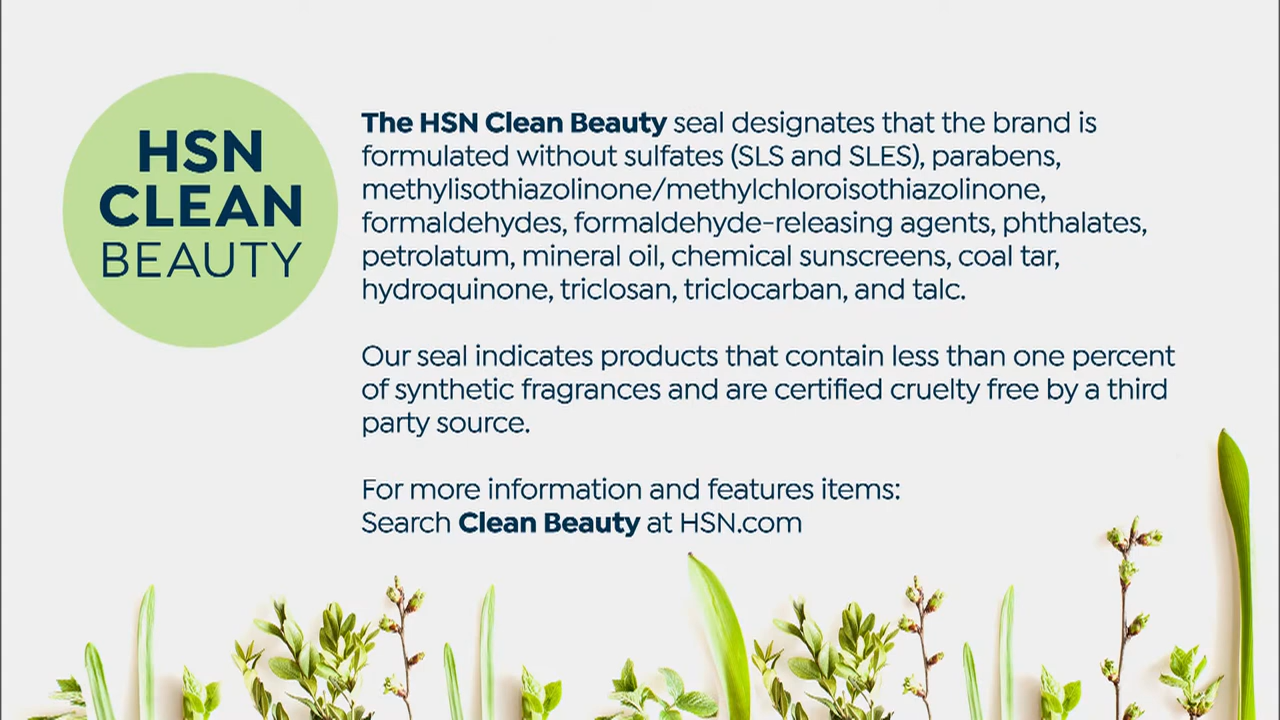 HSN
CLEAN
BEAUTY
The HSN Clean Beauty seal designates that the brand is
formulated without sulfates (SLS and SLES), parabens,
methylisothiazolinone/methylchloroisothiazolinone,
formaldehydes, formaldehyde-releasing agents, phthalates,
petrolatum, mineral oil, chemical sunscreens, coal tar,
hydroquinone, triclosan, triclocarban, and talc.
Our seal indicates products that contain less than one percent
of synthetic fragrances and are certified cruelty free by a third
party source.
For more information and features items:
Search Clean Beauty at HSN.com